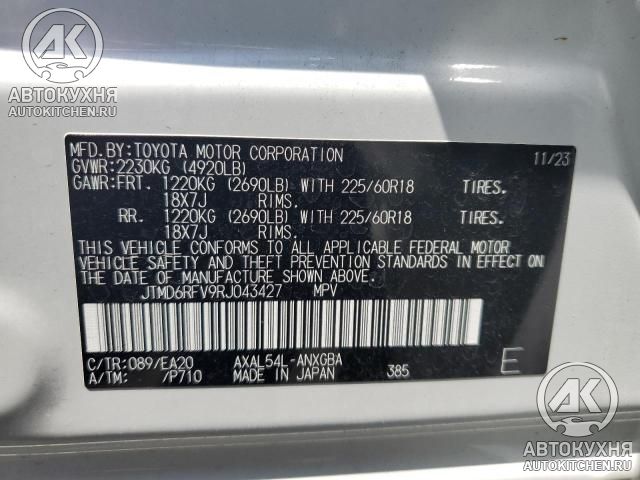 АК
АВТОКУХНЯ
AUTOKITCHEN.RU
MFD.BY:TOYOTA MOTOR CORPORATION 11/23
GVWR:2230KG (4920LB)
GAWR:FRT. 1220KG (2690LB) WITH 225/60R18 TIRES.
18X7J RIMS.
RR. 1220KG (2690LB) WITH 225/60R18 TIRES.
18X7J RIMS.
THIS VEHICLE CONFORMS TO ALL APPLICABLE FEDERAL MOTOR
VEHICLE SAFETY AND THEFT PREVENTION STANDARDS IN EFFECT ON
THE DATE OF MANUFACTURE SHOWN ABOVE.
JTMD6RFV9RJ043427 MPV
C/TR:089/EA20 AXAL54L-ANXGBA
A/TM: /P710 MADE IN JAPAN 385 E
АК
АВТОКУХНЯ
AUTOKITCHEN.RU